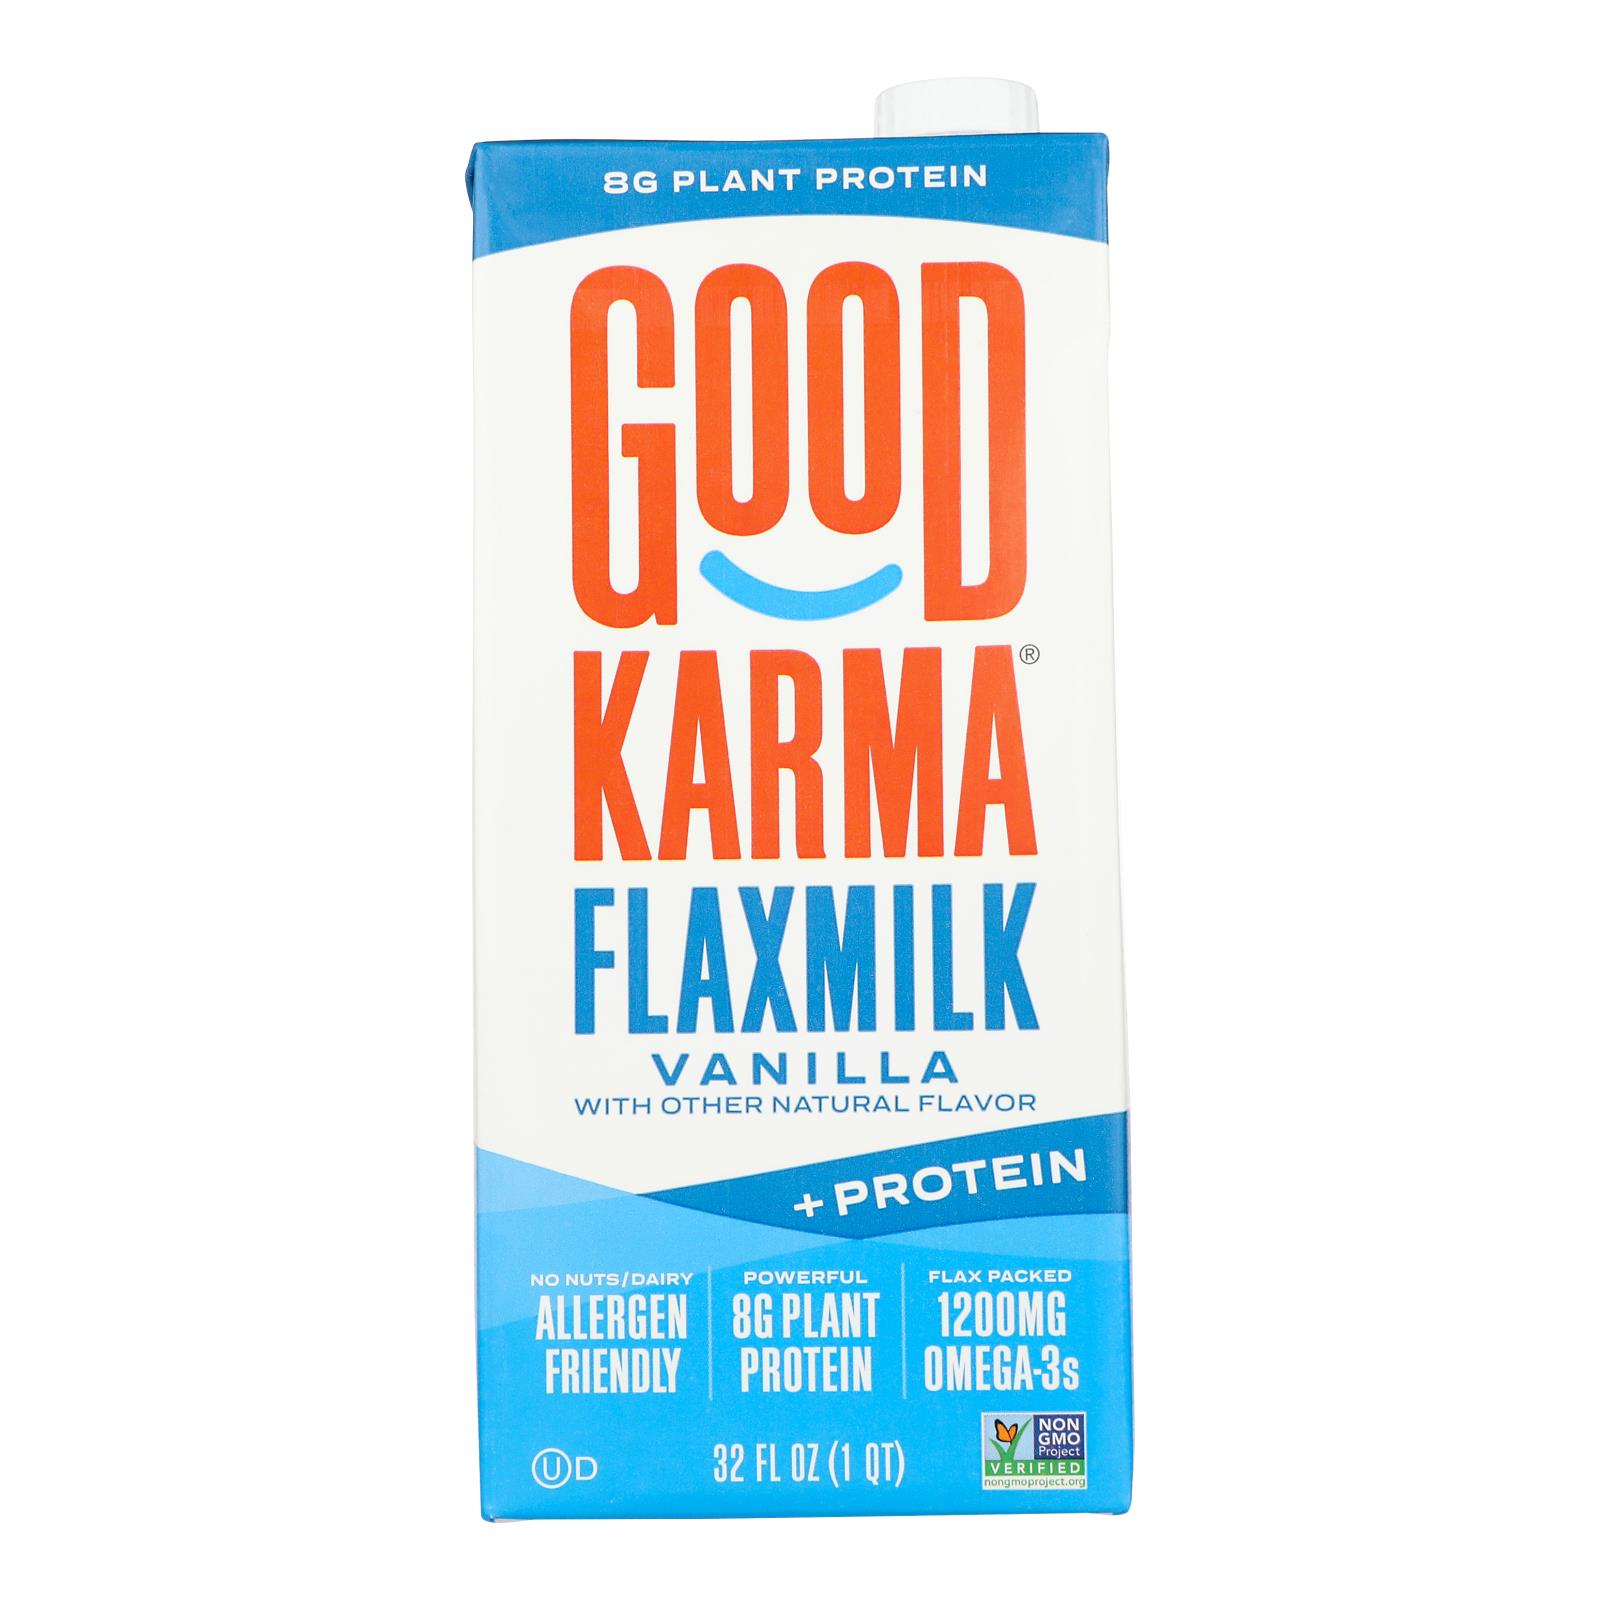 8G PLANT PROTEIN
GOOD
KARMA®
FLAXMILK
VANILLA
WITH OTHER NATURAL FLAVOR
+ PROTEIN
NO NUTS/DAIRY
ALLERGEN
FRIENDLY
POWERFUL
8G PLANT
PROTEIN
FLAX PACKED
1200MG
OMEGA-3s
UD
32 FL OZ (1 QT)
NON
GMO
Project
VERIFIED
nongmoproject.org